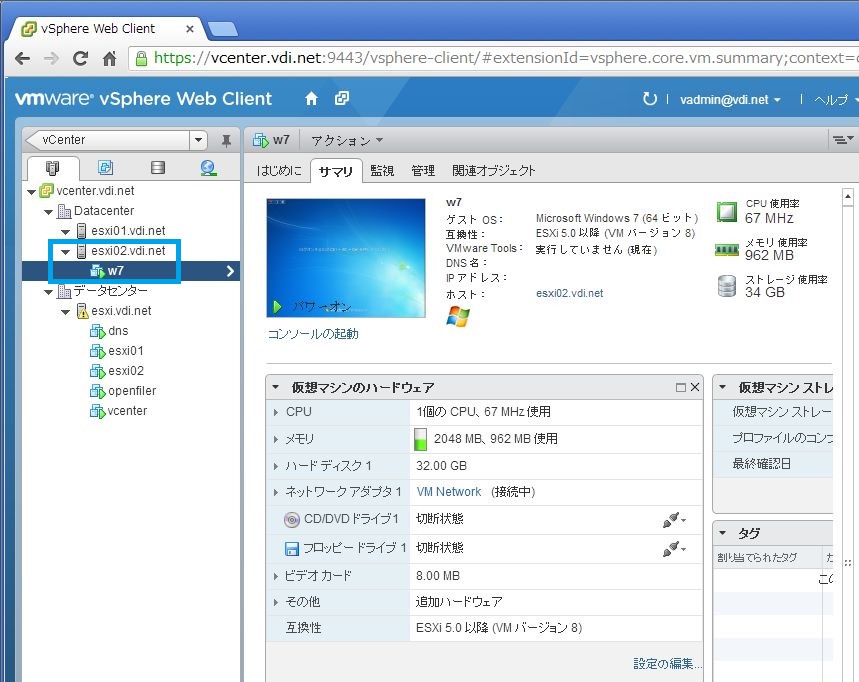 vSphere Web Client
https://vcenter.vdi.net:9443/vsphere-client/#extensionId=vsphere.core.vm.summary;context=
vmware® vSphere Web Client
vadmin@vdi.net
ヘルプ
vCenter
w7
アクション
はじめに サマリ 監視 管理 関連オブジェクト
vcenter.vdi.net
Datacenter
esxi01.vdi.net
esxi02.vdi.net
w7
データセンター
esxi.vdi.net
dns
esxi01
esxi02
openfiler
vcenter
パワーオン
コンソールの起動
w7
ゲスト OS: Microsoft Windows 7 (64 ビット)
互換性: ESXi 5.0 以降 (VM バージョン 8)
VMware Tools: 実行していません (現在)
DNS 名:
IP アドレス:
ホスト: esxi02.vdi.net
CPU 使用率
67 MHz
メモリ 使用率
962 MB
ストレージ 使用率
34 GB
仮想マシンのハードウェア
CPU 1個の CPU、67 MHz使用
メモリ 2048 MB、962 MB 使用
ハード ディスク 1 32.00 GB
ネットワーク アダプタ 1 VM Network (接続中)
CD/DVD ドライブ1 切断状態
フロッピー ドライブ 1 切断状態
ビデオ カード 8.00 MB
その他 追加ハードウェア
互換性 ESXi 5.0 以降 (VM バージョン 8)
設定の編集...
仮想マシン ストレ
仮想マシン ストレー
プロファイルのコンプ
最終確認日
タグ
割り当てられたタグ
この